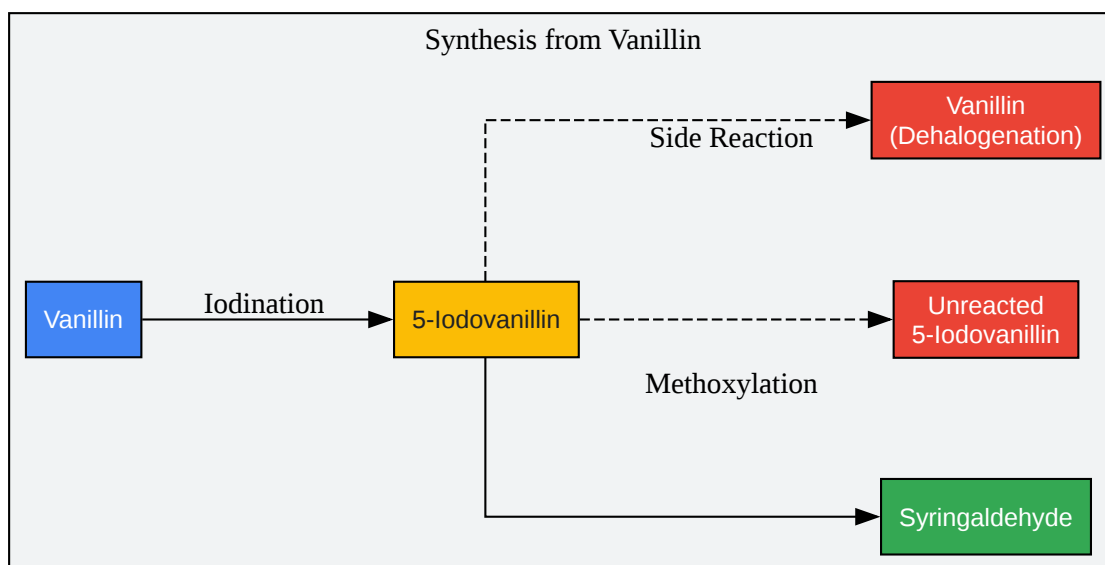 Synthesis from Vanillin
Vanillin
(Dehalogenation)
Side Reaction
Vanillin
Iodination
5-Iodovanillin
Unreacted
5-Iodovanillin
Methoxylation
Syringaldehyde